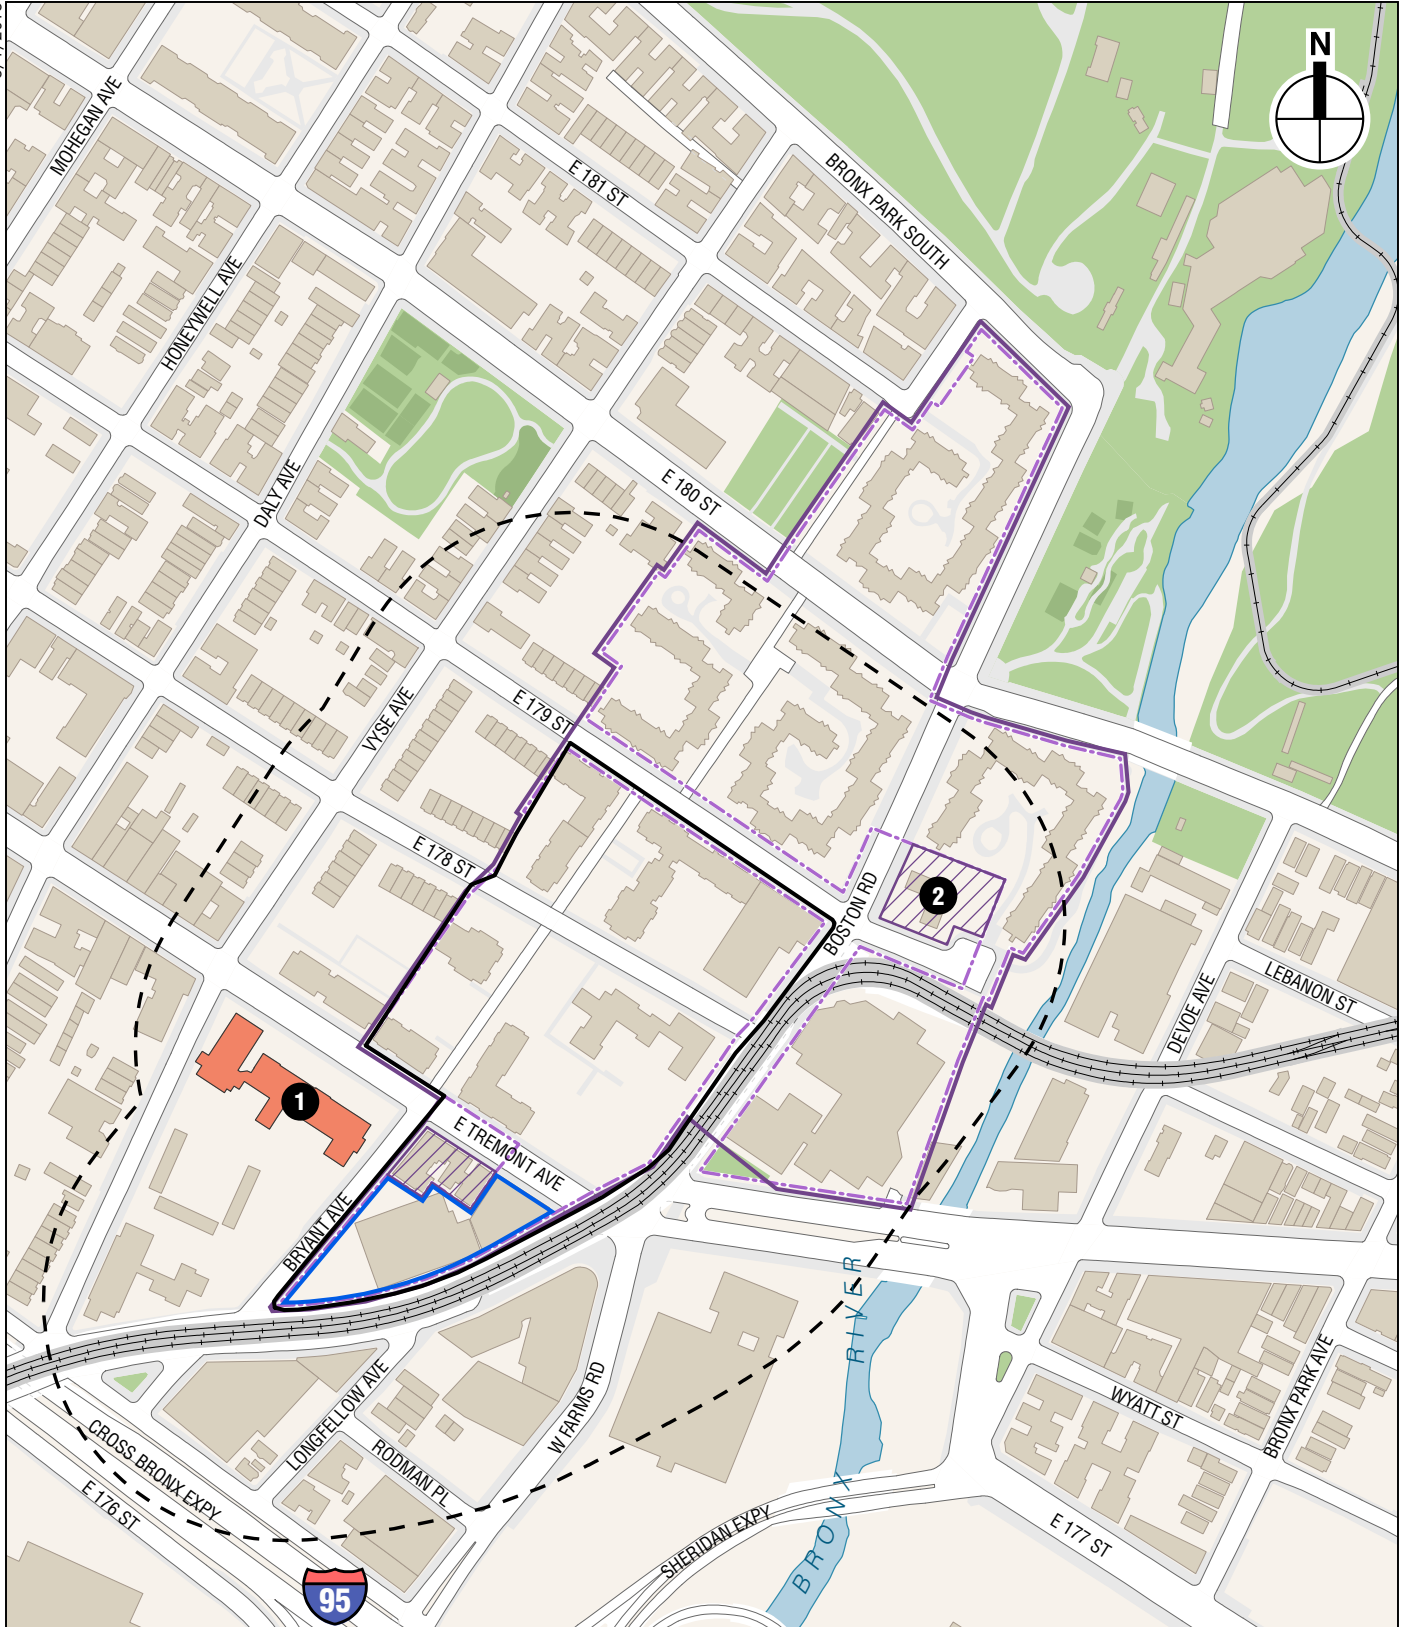 N
MOHEGAN AVE
E 181 ST
BRONX PARK SOUTH
HONEYWELL AVE
DALY AVE
E 180 ST
VYSE AVE
E 179 ST
E 178 ST
BOSTON RD
2
LEBANON ST
DEVOE AVE
1
E TREMONT AVE
BRYANT AVE
BRONX RIVER
LONGFELLOW AVE
W FARMS RD
WYATT ST
BRONX PARK AVE
CROSS BRONX EXPY
RODMAN PL
E 176 ST
SHERIDAN EXPY
E 177 ST
95